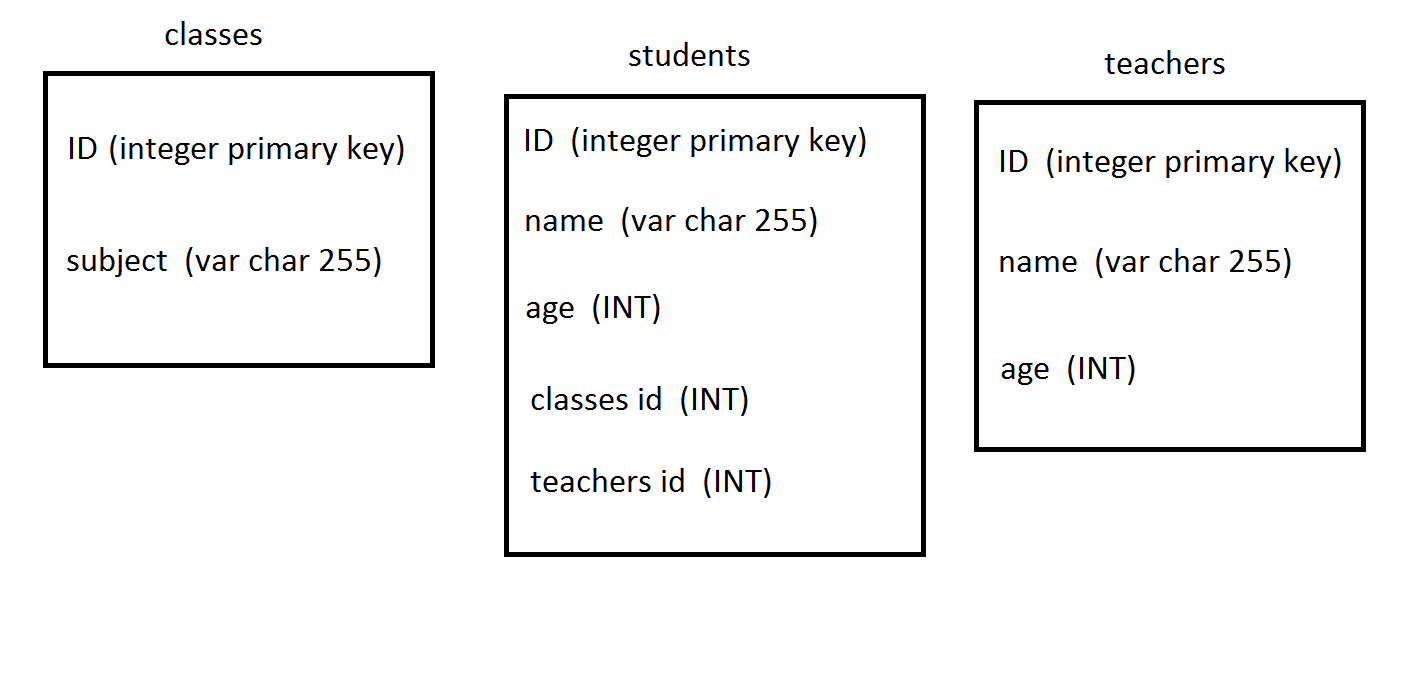 classes
ID (integer primary key)
subject (var char 255)
students
ID (integer primary key)
name (var char 255)
age (INT)
classes id (INT)
teachers id (INT)
teachers
ID (integer primary key)
name (var char 255)
age (INT)